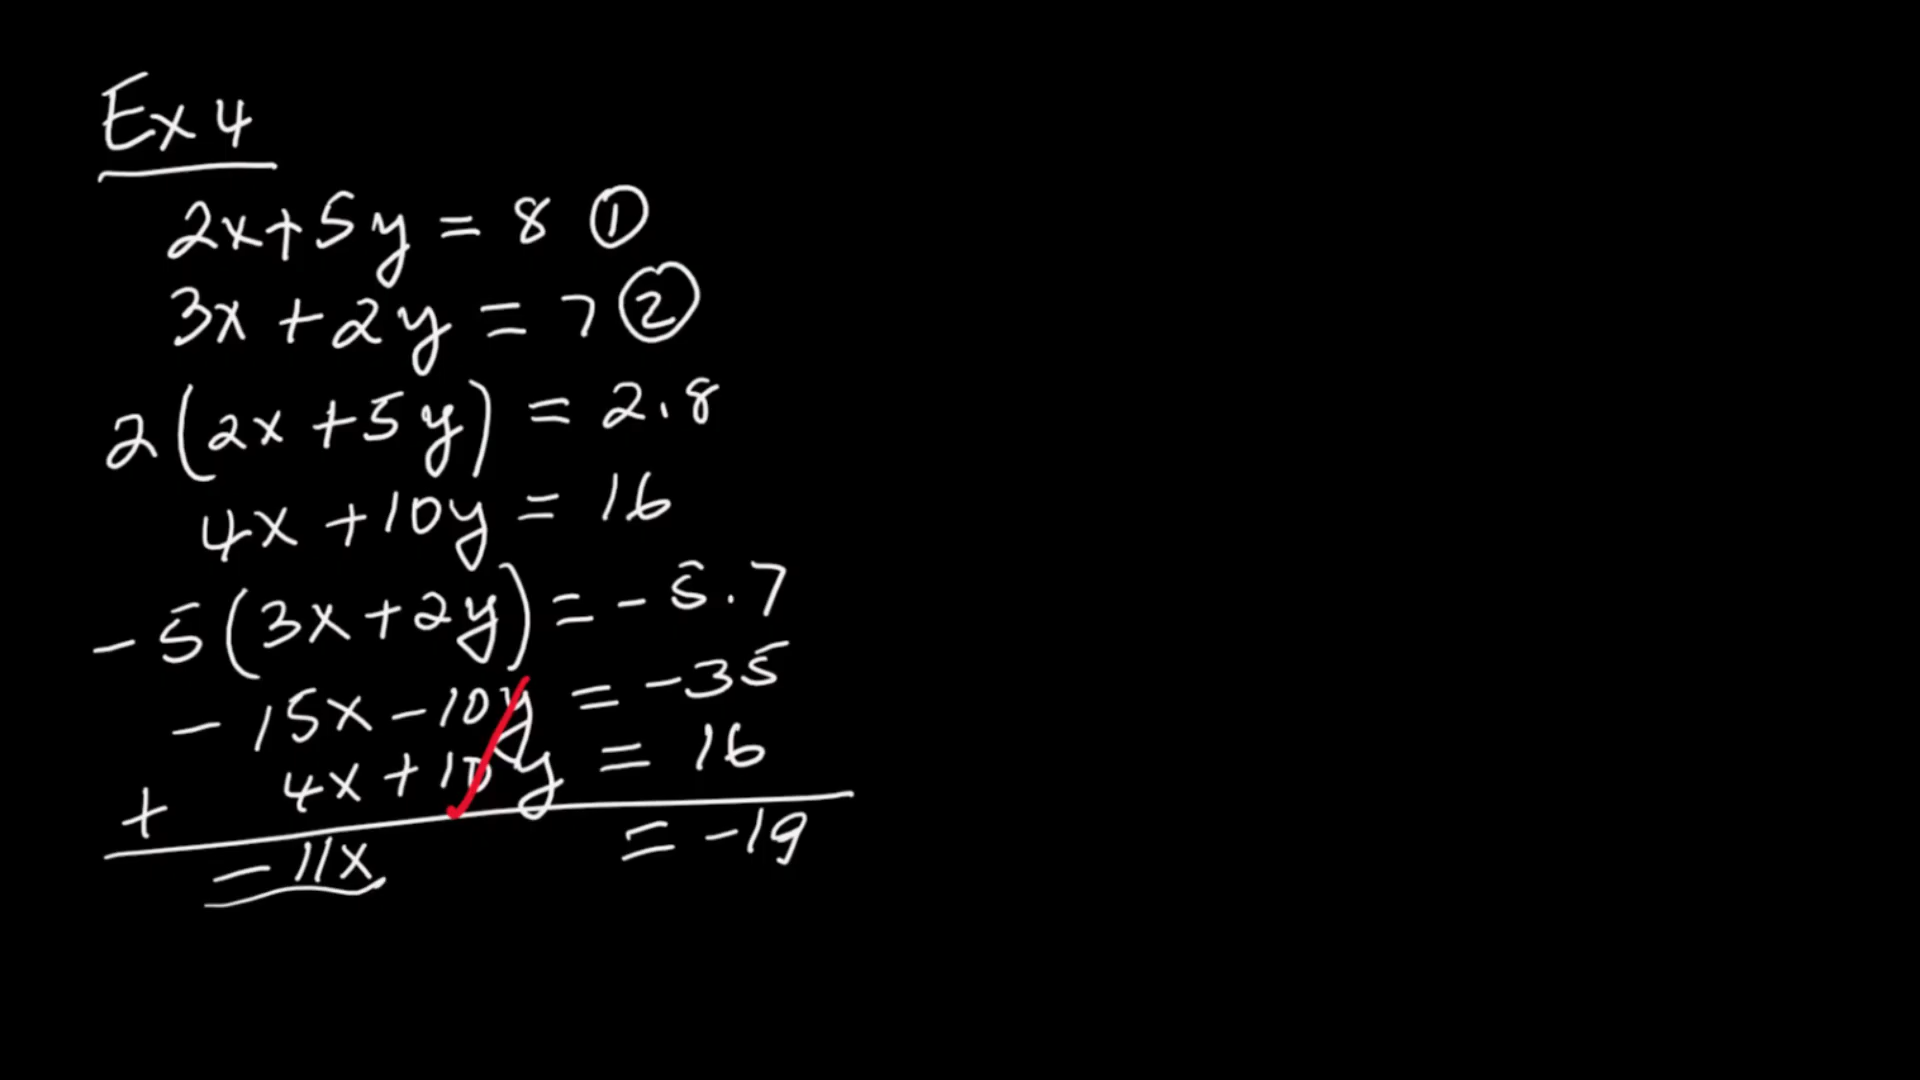 Ex 4
2x+5y = 8 ①
3x + 2y = 7 ②
2(2x + 5y) = 2.8
4x + 10y = 16
- 5(3x + 2y) = - 5.7
- 15x - 10y = - 35
+ 4x + 10y = 16
- 11x = - 19